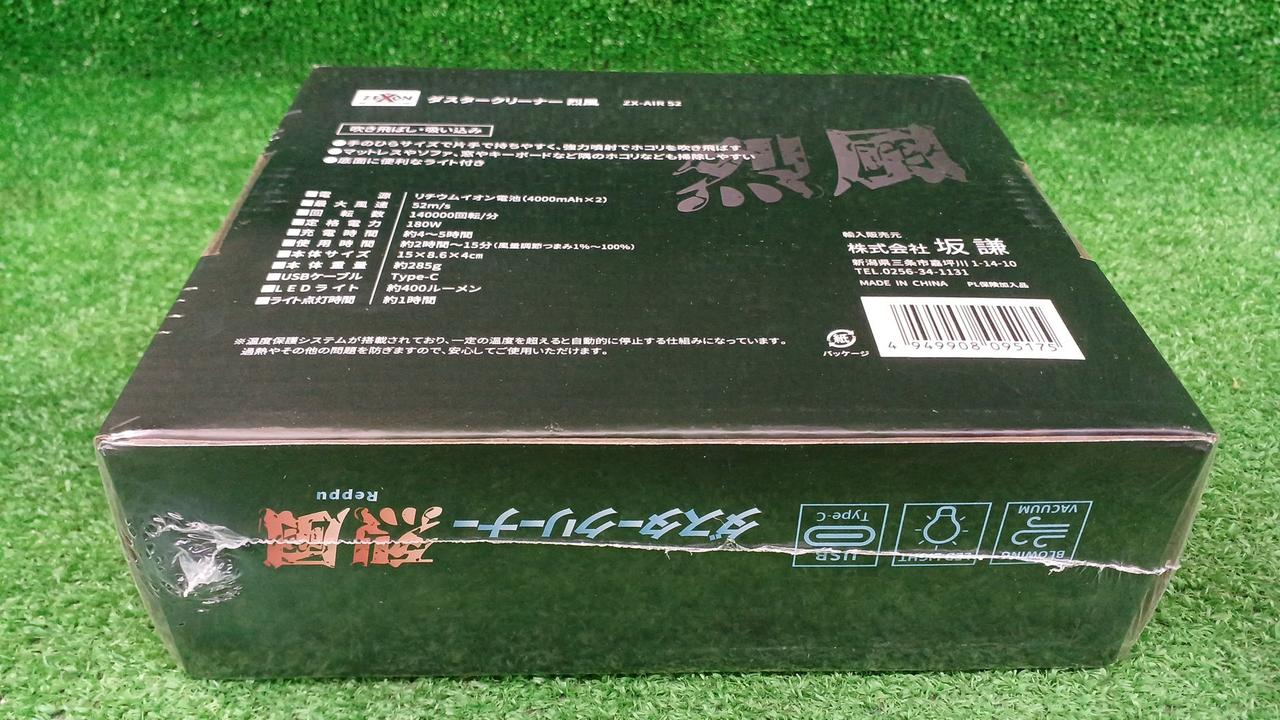 ZEXON ダスタークリーナー 烈風 ZX-AIR 52
吹き飛ばし・吸い込み
●手のひらサイズで片手で持ちやすく、強力噴射でホコリを吹き飛ばす
●マットレスやソファ、窓やキーボードなど隅のホコリなども掃除しやすい
●底面に便利なライト付き
烈風
■電源 リチウムイオン電池(4000mAh×2)
■最大風速 52m/s
■回転数 140000回転/分
■定格電力 180W
■充電時間 約4〜5時間
■使用時間 約2時間〜15分(風量調節つまみ1%〜100%)
■本体サイズ 15×8.6×4cm
■本体重量 約285g
■USBケーブル Type-C
■LEDライト 約400ルーメン
■ライト点灯時間 約1時間
※温度保護システムが搭載されており、一定の温度を超えると自動的に停止する仕組みになっています。
過熱やその他の問題を防ぎますので、安心してご使用いただけます。
輸入販売元
株式会社 坂謙
新潟県三条市嘉坪川1-14-10
TEL.0256-34-1131
MADE IN CHINA PL保険加入品
紙
パッケージ
4 949908 095175
BLOWING
VACUUM
LED LIGHT
USB
Type-C
ダスタークリーナー
烈風
Reppu